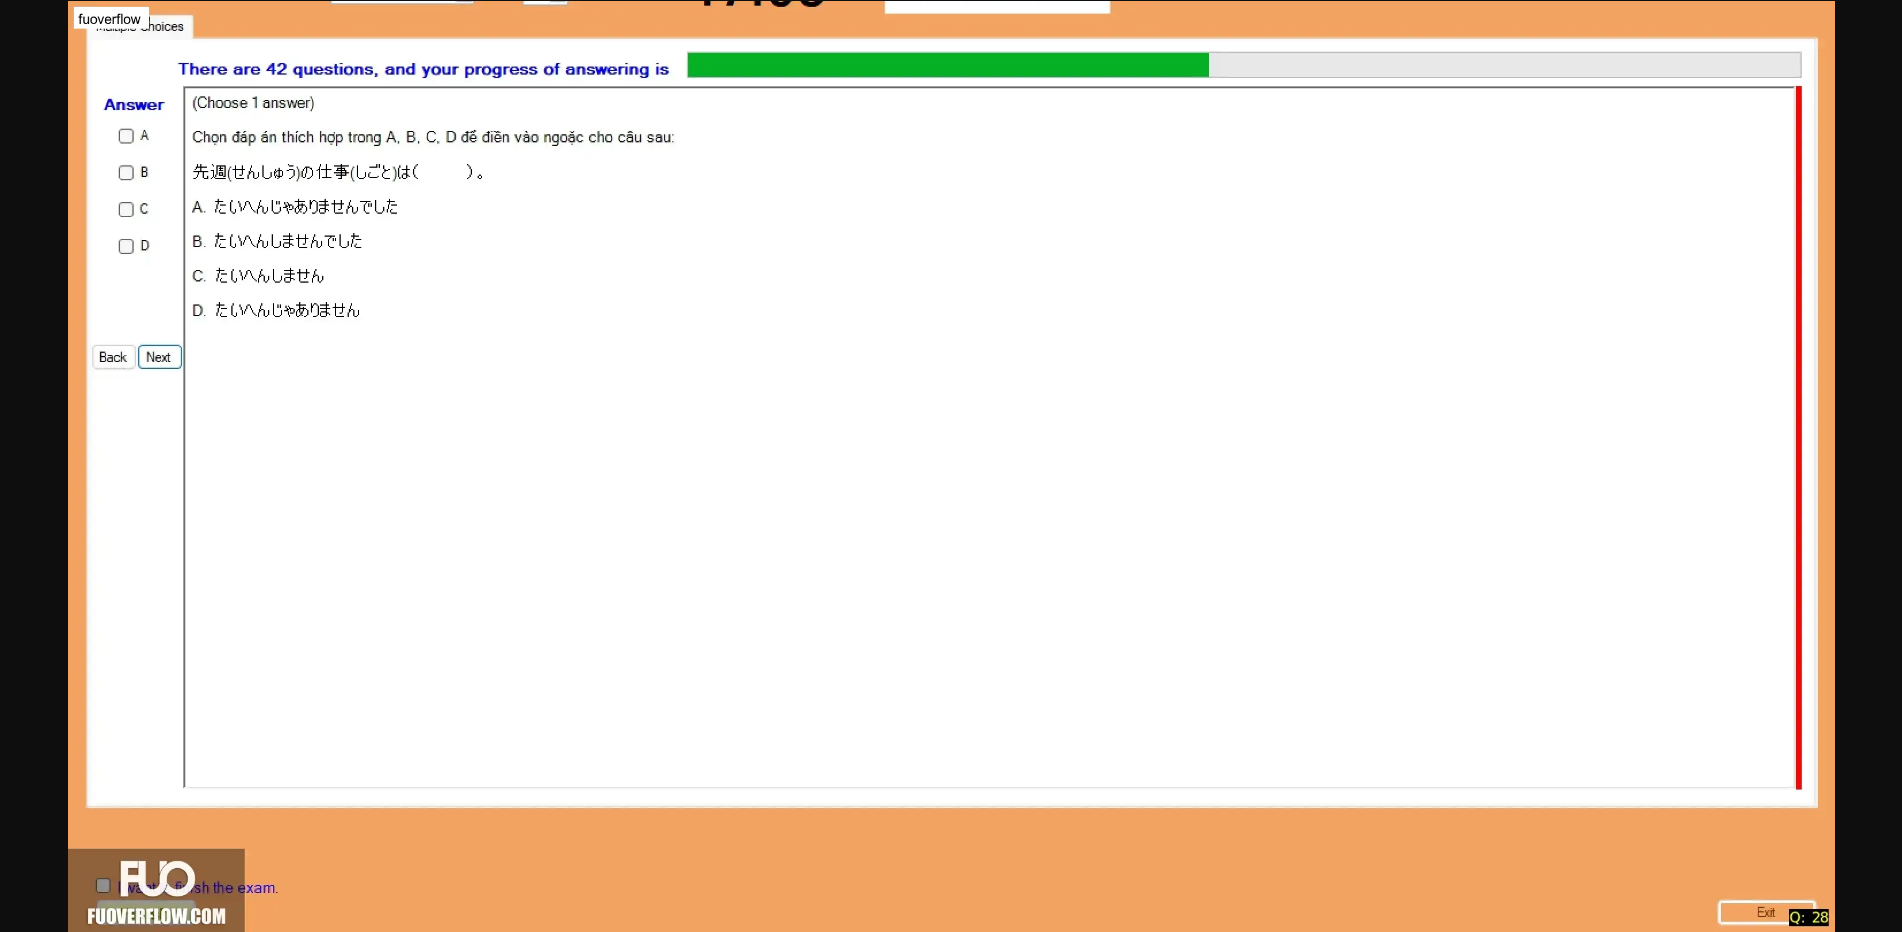 fuoverflow
There are 42 questions, and your progress of answering is
Answer
A
B
C
D
Back Next
(Choose 1 answer)
Chọn đáp án thích hợp trong A, B, C, D để điền vào ngoặc cho câu sau:
先週(せんしゅう)の仕事(しごと)は( )。
A. たいへんじゃありませんでした
B. たいへんしませんでした
C. たいへんしません
D. たいへんじゃありません
FUO
finish the exam.
FUOVERFLOW.COM
Exit
Q: 28